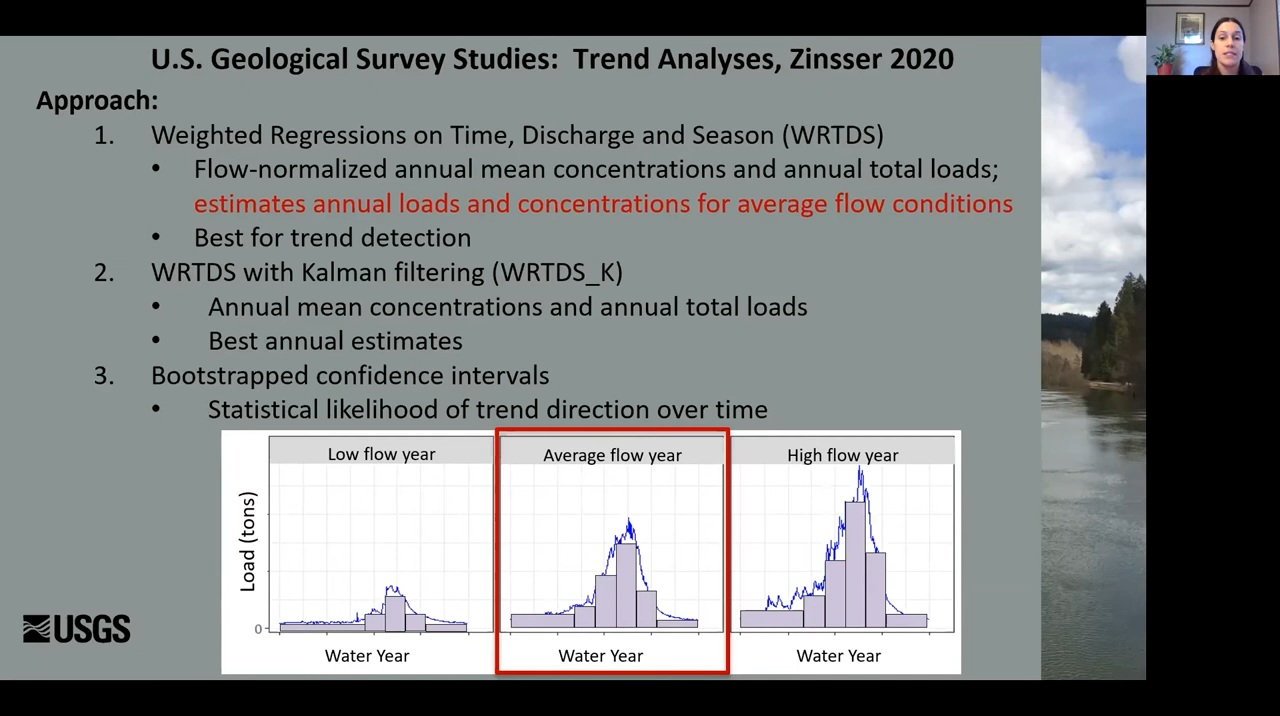 U.S. Geological Survey Studies:  Trend Analyses, Zinsser 2020
Approach:
1. Weighted Regressions on Time, Discharge and Season (WRTDS)
• Flow-normalized annual mean concentrations and annual total loads;
estimates annual loads and concentrations for average flow conditions
• Best for trend detection
2. WRTDS with Kalman filtering (WRTDS_K)
• Annual mean concentrations and annual total loads
• Best annual estimates
3. Bootstrapped confidence intervals
• Statistical likelihood of trend direction over time
Low flow year
Average flow year
High flow year
Load (tons)
0
Water Year
Water Year
Water Year
USGS